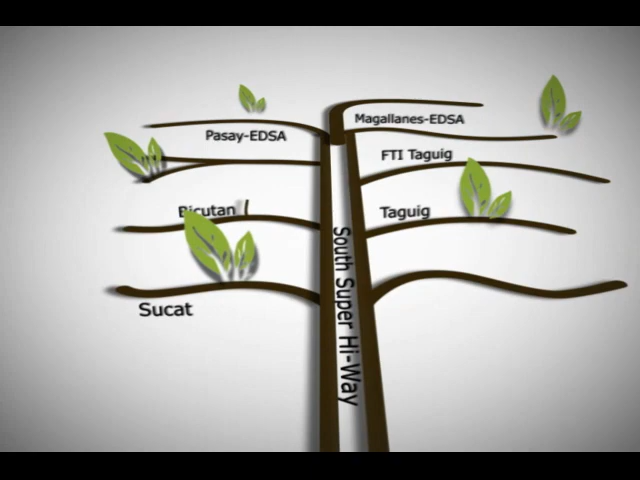 Magallanes-EDSA
Pasay-EDSA
FTI Taguig
Bicutan
Taguig
South Super Hi-Way
Sucat